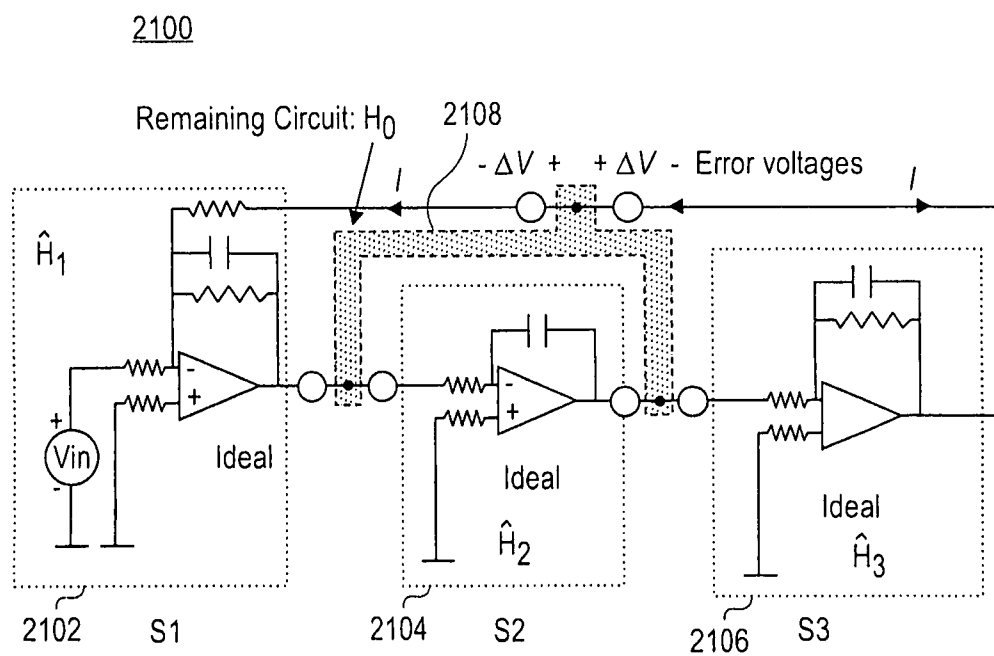 2100
Remaining Circuit: H0
2108
- ΔV + + ΔV - Error voltages
I
I
Ĥ1
-
+
Ideal
+
Vin
-
-
+
Ideal
Ĥ2
-
+
Ideal
Ĥ3
2102
S1
2104
S2
2106
S3